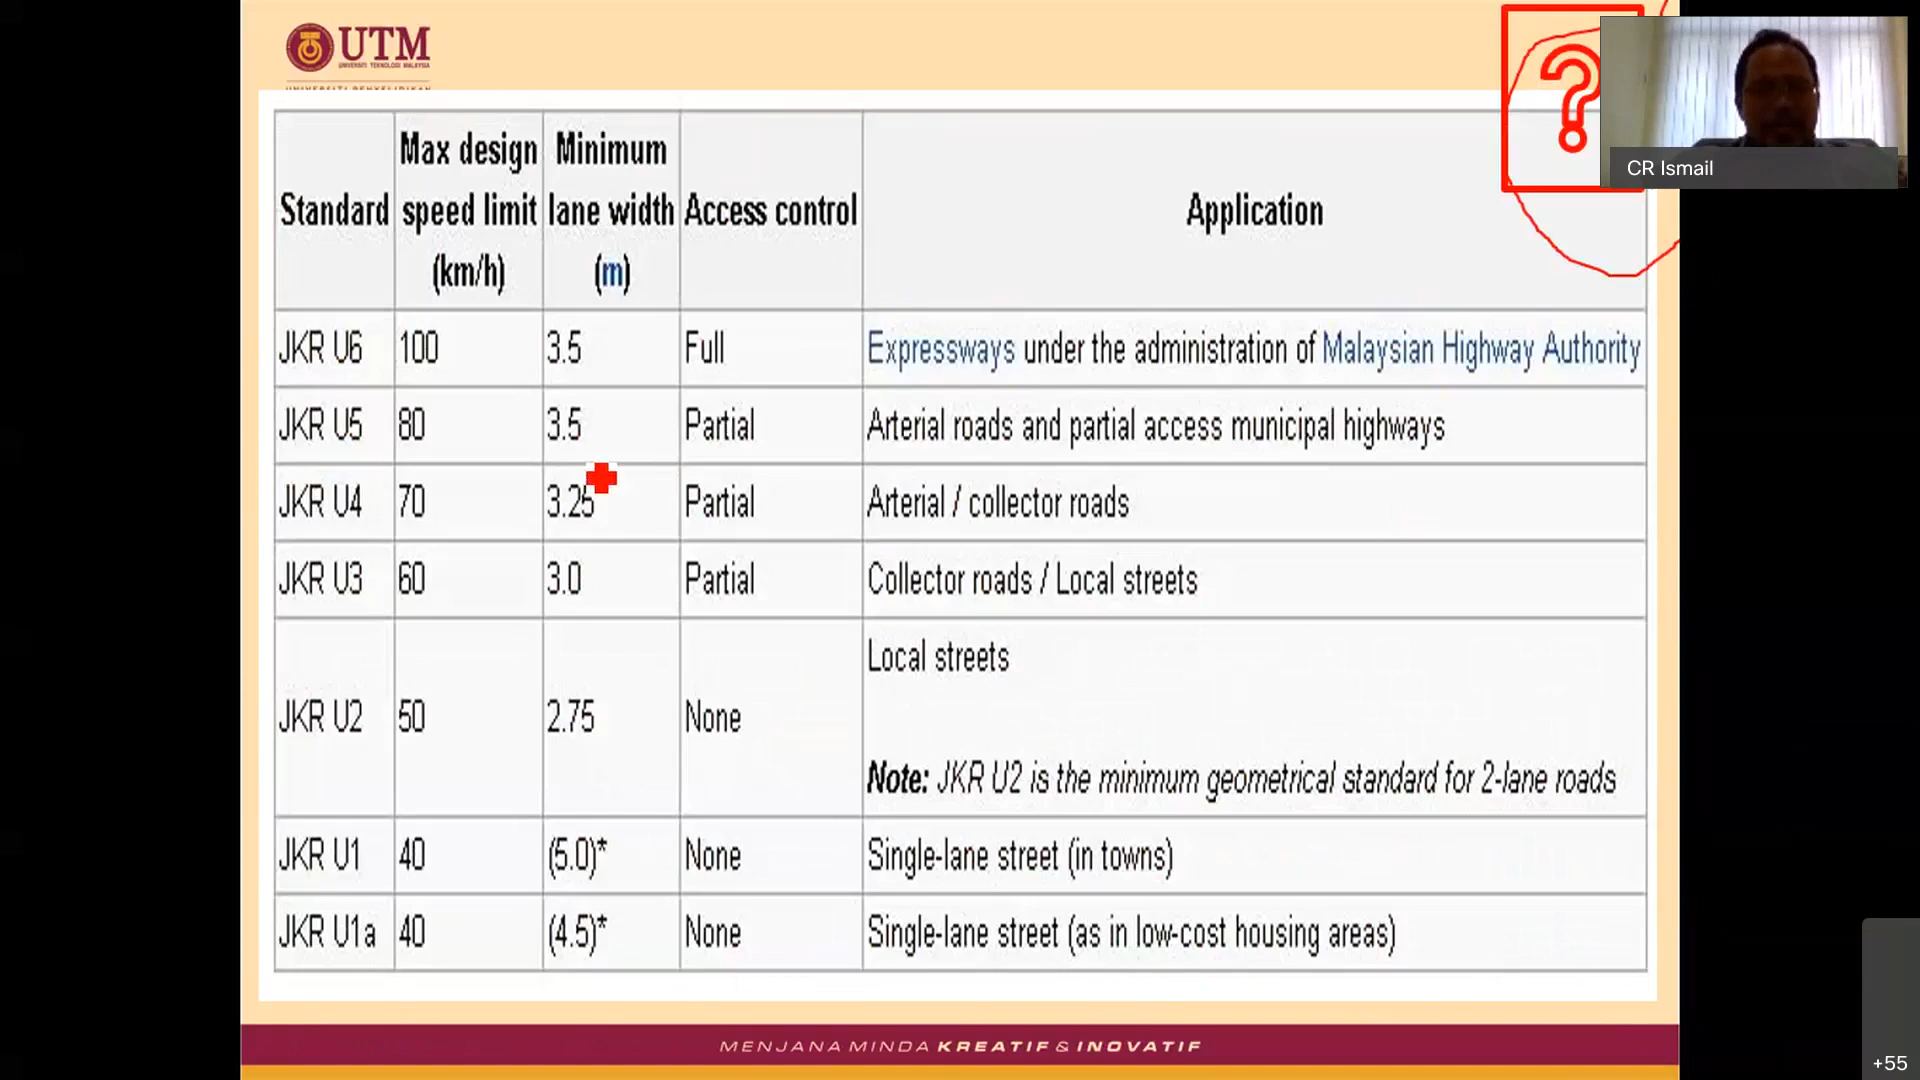 UTM
UNIVERSITI TEKNOLOGI MALAYSIA
?
CR Ismail
Standard
Max design
speed limit
(km/h)
Minimum
lane width
(m)
Access control
Application
JKR U6 100 3.5 Full Expressways under the administration of Malaysian Highway Authority
JKR U5 80 3.5 Partial Arterial roads and partial access municipal highways
JKR U4 70 3.25 Partial Arterial / collector roads
JKR U3 60 3.0 Partial Collector roads / Local streets
JKR U2 50 2.75 None Local streets
Note: JKR U2 is the minimum geometrical standard for 2-lane roads
JKR U1 40 (5.0)* None Single-lane street (in towns)
JKR U1a 40 (4.5)* None Single-lane street (as in low-cost housing areas)
MENJANA MINDA KREATIF & INOVATIF
+55